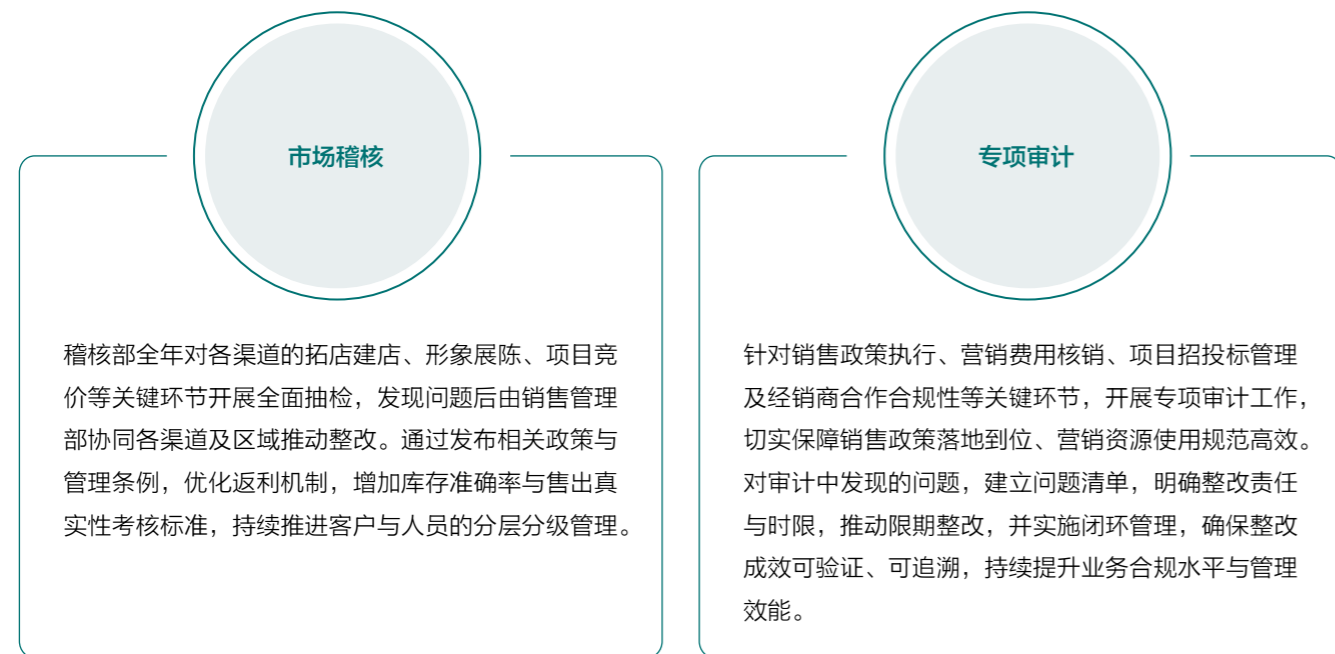 市场稽核
稽核部全年对各渠道的拓店建店、形象展陈、项目竞
价等关键环节开展全面抽检，发现问题后由销售管理
部协同各渠道及区域推动整改。通过发布相关政策与
管理条例，优化返利机制，增加库存准确率与售出真
实性考核标准，持续推进客户与人员的分层分级管理。
专项审计
针对销售政策执行、营销费用核销、项目招投标管理
及经销商合作合规性等关键环节，开展专项审计工作，
切实保障销售政策落地到位、营销资源使用规范高效。
对审计中发现的问题，建立问题清单，明确整改责任
与时限，推动限期整改，并实施闭环管理，确保整改
成效可验证、可追溯，持续提升业务合规水平与管理
效能。